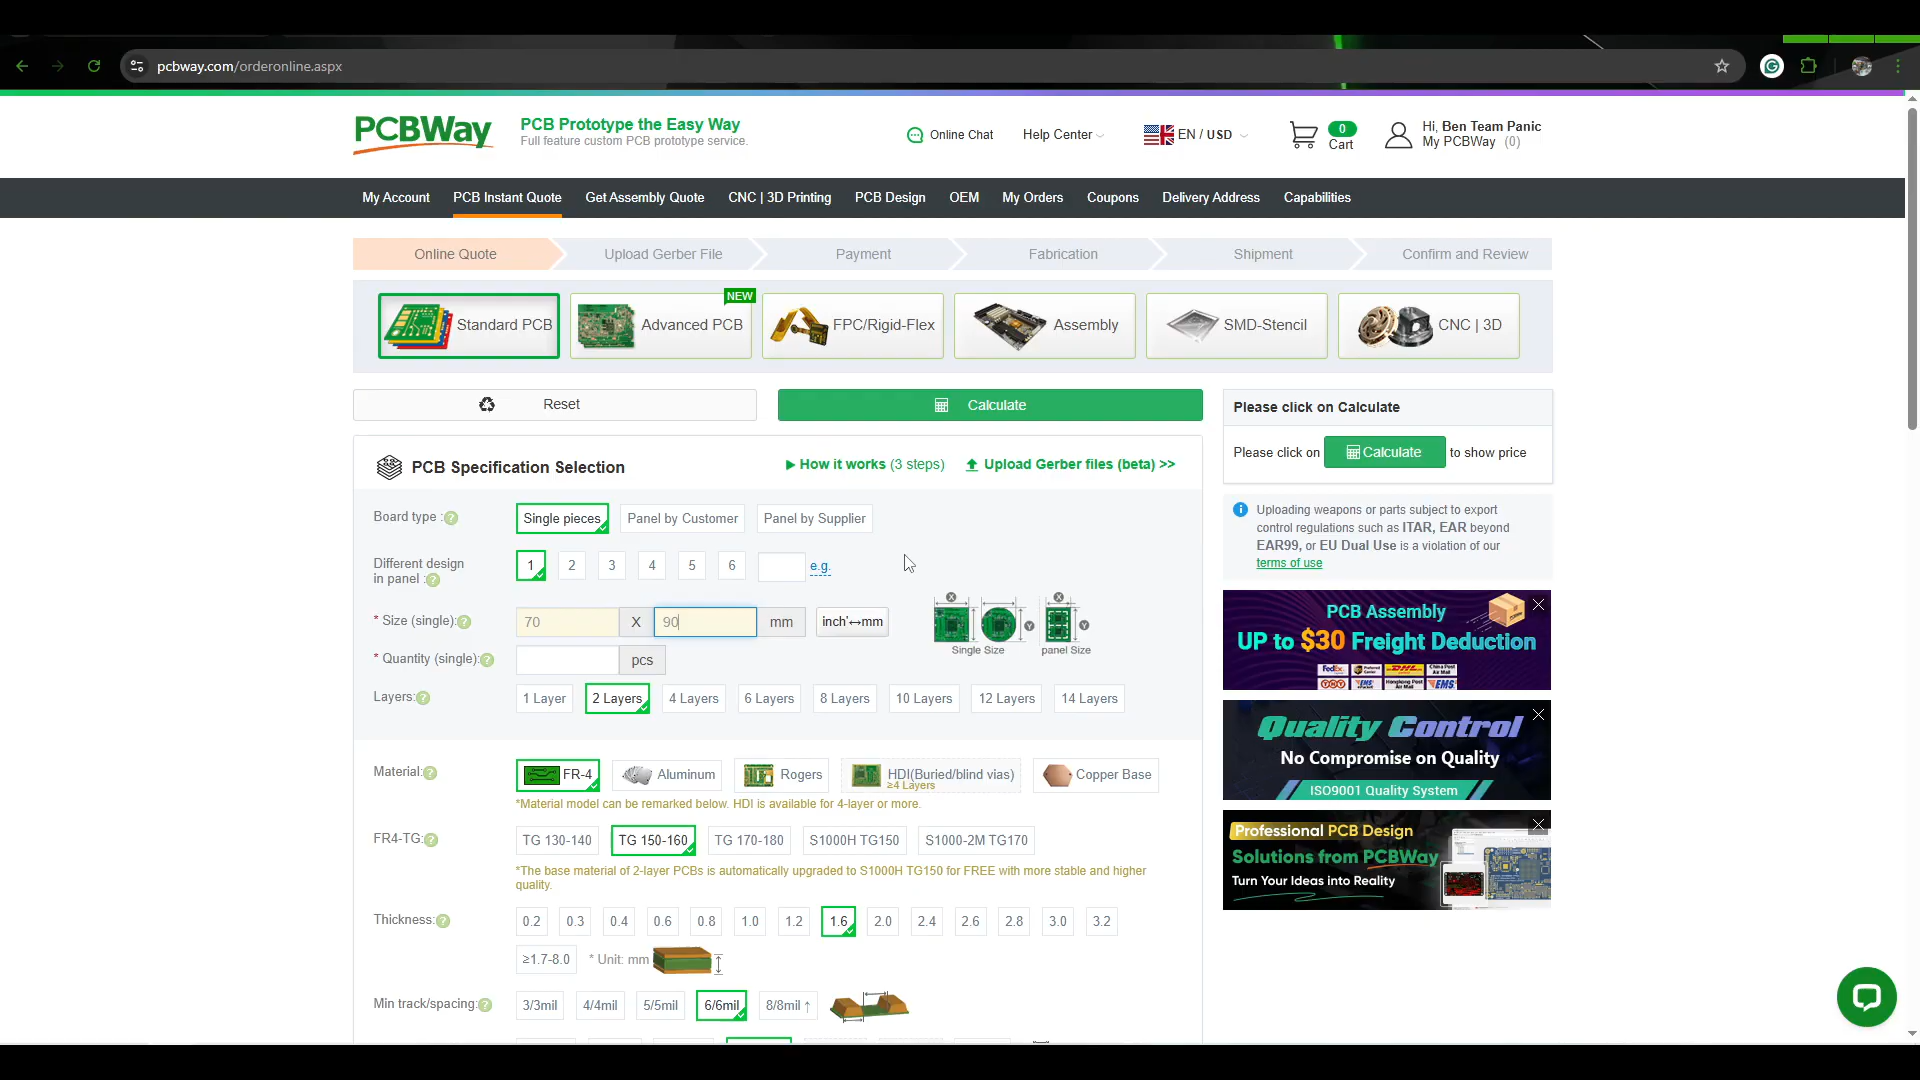 pcbway.com/orderonline.aspx
PCBWay
PCB Prototype the Easy Way
Full feature custom PCB prototype service.
Online Chat
Help Center
EN / USD
0
Cart
Hi, Ben Team Panic
My PCBWay (0)
My Account
PCB Instant Quote
Get Assembly Quote
CNC | 3D Printing
PCB Design
OEM
My Orders
Coupons
Delivery Address
Capabilities
Online Quote
Upload Gerber File
Payment
Fabrication
Shipment
Confirm and Review
Standard PCB
NEW
Advanced PCB
FPC/Rigid-Flex
Assembly
SMD-Stencil
CNC | 3D
Reset
Calculate
Please click on Calculate
Please click on Calculate to show price
PCB Specification Selection
How it works (3 steps)
Upload Gerber files (beta) >>
Board type :?
Single pieces
Panel by Customer
Panel by Supplier
Different design
in panel :?
1
2
3
4
5
6
e.g.
* Size (single):?
70
X
90
mm
inch'↔mm
X
Y
Single Size
X
Y
panel Size
* Quantity (single):?
pcs
Layers:?
1 Layer
2 Layers
4 Layers
6 Layers
8 Layers
10 Layers
12 Layers
14 Layers
Material:?
FR-4
Aluminum
Rogers
HDI(Buried/blind vias)
≥4 Layers
Copper Base
*Material model can be remarked below. HDI is available for 4-layer or more.
FR4-TG:?
TG 130-140
TG 150-160
TG 170-180
S1000H TG150
S1000-2M TG170
*The base material of 2-layer PCBs is automatically upgraded to S1000H TG150 for FREE with more stable and higher
quality.
Thickness:?
0.2
0.3
0.4
0.6
0.8
1.0
1.2
1.6
2.0
2.4
2.6
2.8
3.0
3.2
≥1.7-8.0
* Unit: mm
Min track/spacing:?
3/3mil
4/4mil
5/5mil
6/6mil
8/8mil ↑
Uploading weapons or parts subject to export
control regulations such as ITAR, EAR beyond
EAR99, or EU Dual Use is a violation of our
terms of use
PCB Assembly
UP to $30 Freight Deduction
FedEx
DHL
China Post
Air Mail
TNT
EMS
Hongkong Post
Air Mail
EMS
Quality Control
No Compromise on Quality
ISO9001 Quality System
Professional PCB Design
Solutions from PCBWay
Turn Your Ideas into Reality